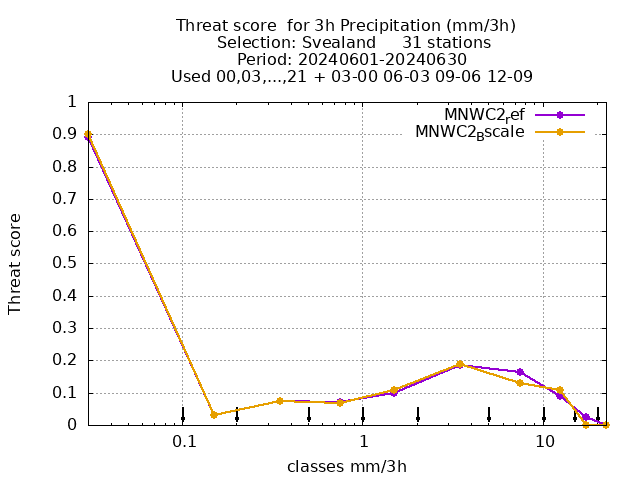 Threat score  for 3h Precipitation (mm/3h)
Selection: Svealand     31 stations
Period: 20240601-20240630
Used 00,03,...,21 + 03-00 06-03 09-06 12-09
MNWC2ref
MNWC2Bscale
1
0.9
0.8
0.7
0.6
0.5
0.4
0.3
0.2
0.1
0
Threat score
0.1 1 10
classes mm/3h